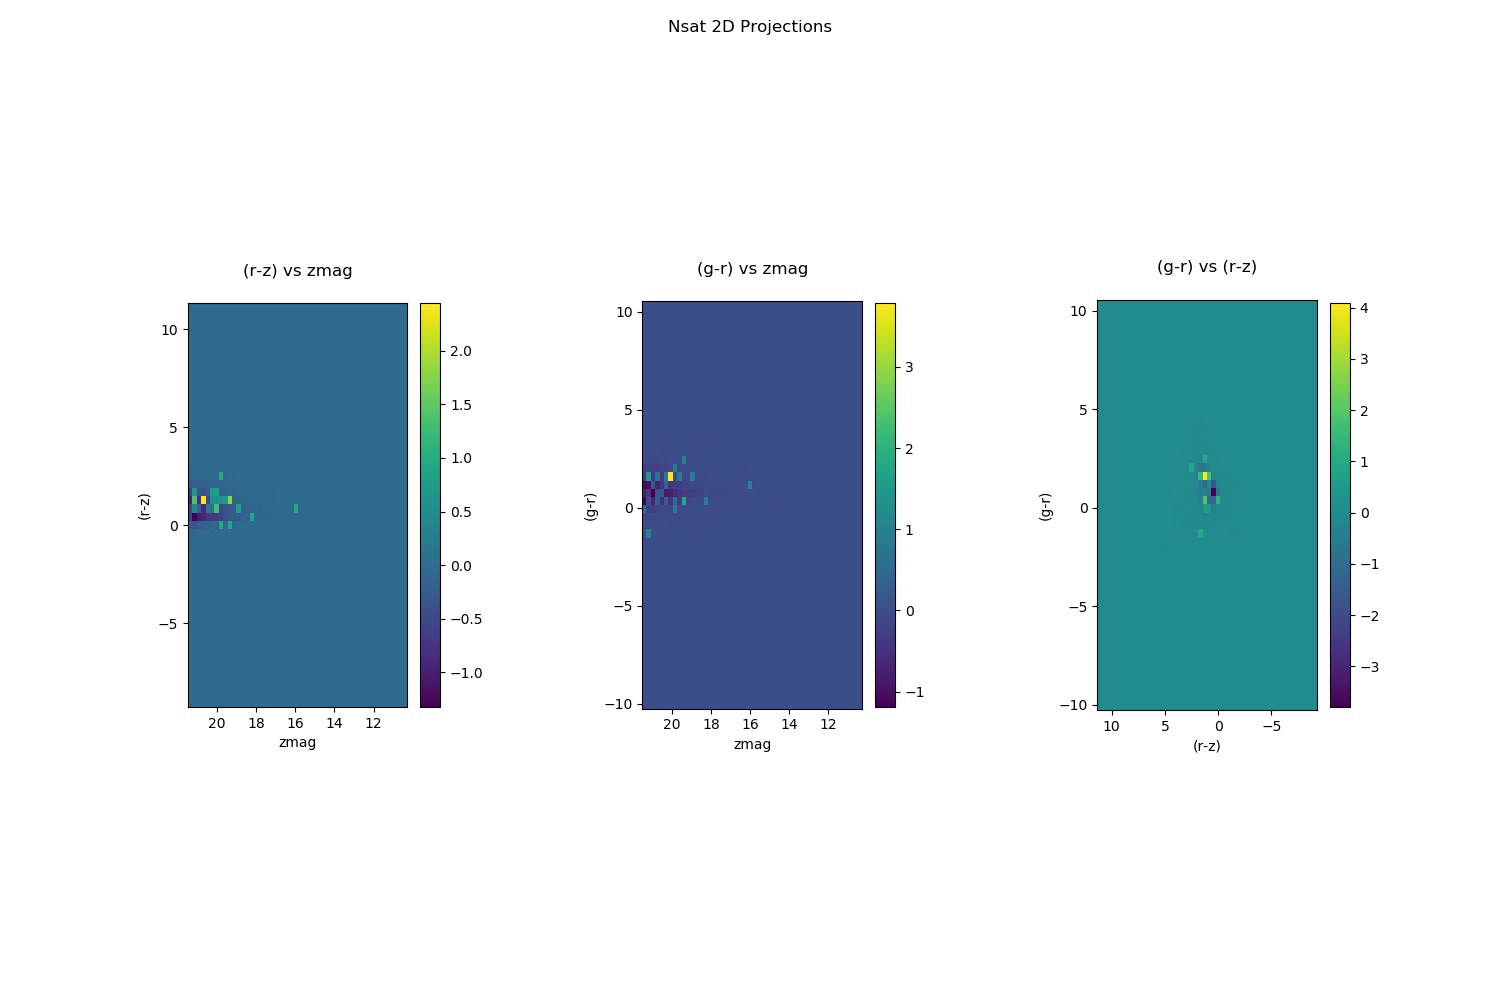 Nsat 2D Projections
(r-z) vs zmag
(r-z)
10
5
0
−5
20 18 16 14 12
zmag
2.0
1.5
1.0
0.5
0.0
−0.5
−1.0
(g-r) vs zmag
(g-r)
10
5
0
−5
−10
20 18 16 14 12
zmag
3
2
1
0
−1
(g-r) vs (r-z)
(g-r)
10
5
0
−5
−10
10 5 0 −5
(r-z)
4
3
2
1
0
−1
−2
−3